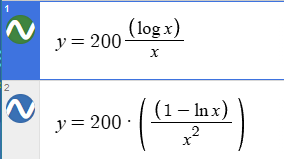 1
y = 200 (log x) / x
2
y = 200 · ( (1 − ln x) / x² )